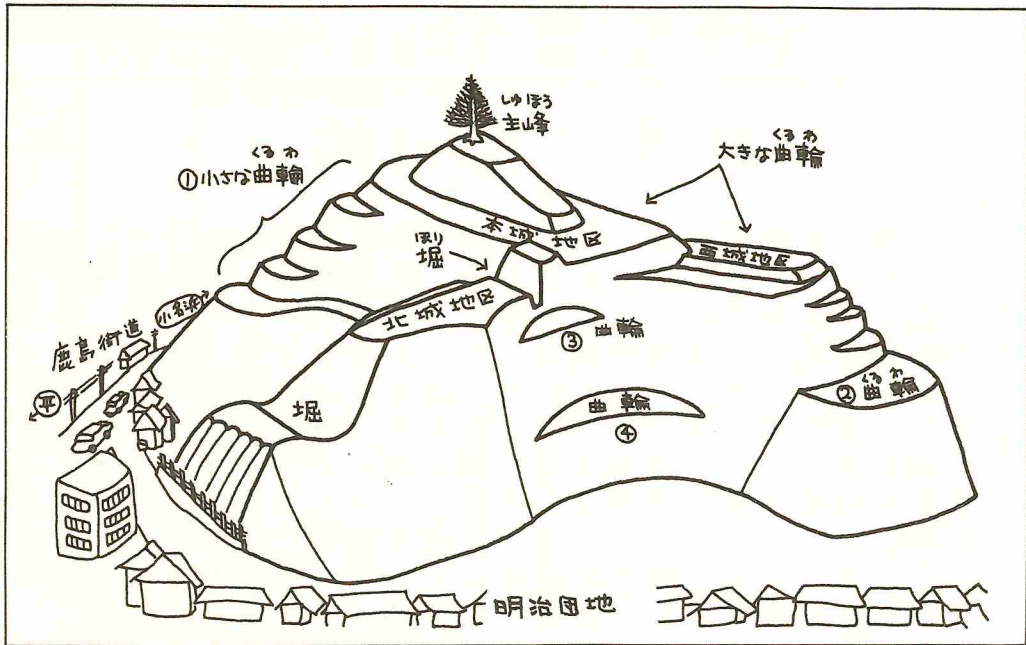 しゅほう
主峰
くるわ
①小さな曲輪
くるわ
大きな曲輪
本城地区
ほり
堀
西城地区
北城地区
小名浜
鹿島街道
平
③曲輪
くるわ
②曲輪
曲輪
④
堀
明治団地